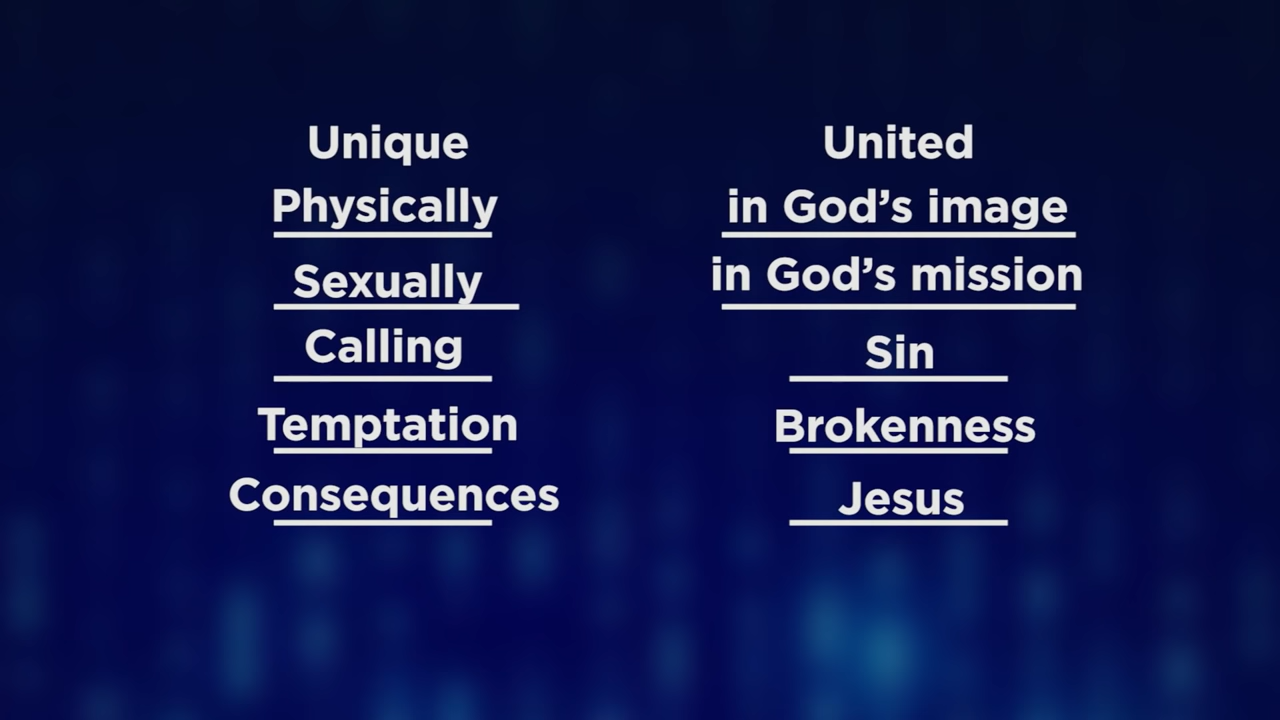 Unique
Physically
Sexually
Calling
Temptation
Consequences
United
in God’s image
in God’s mission
Sin
Brokenness
Jesus